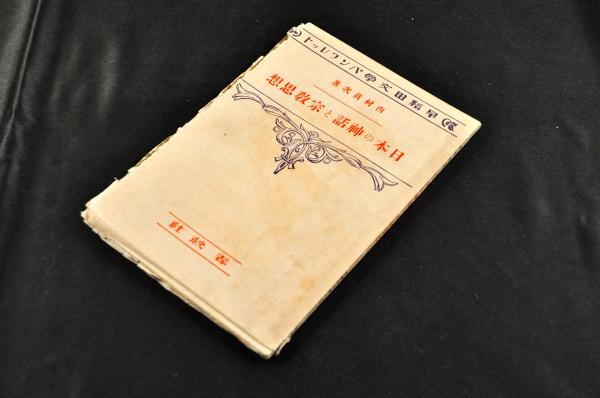 早稻田文學パンフレット
西村眞次著
日本の神話と宗教思想
春秋社